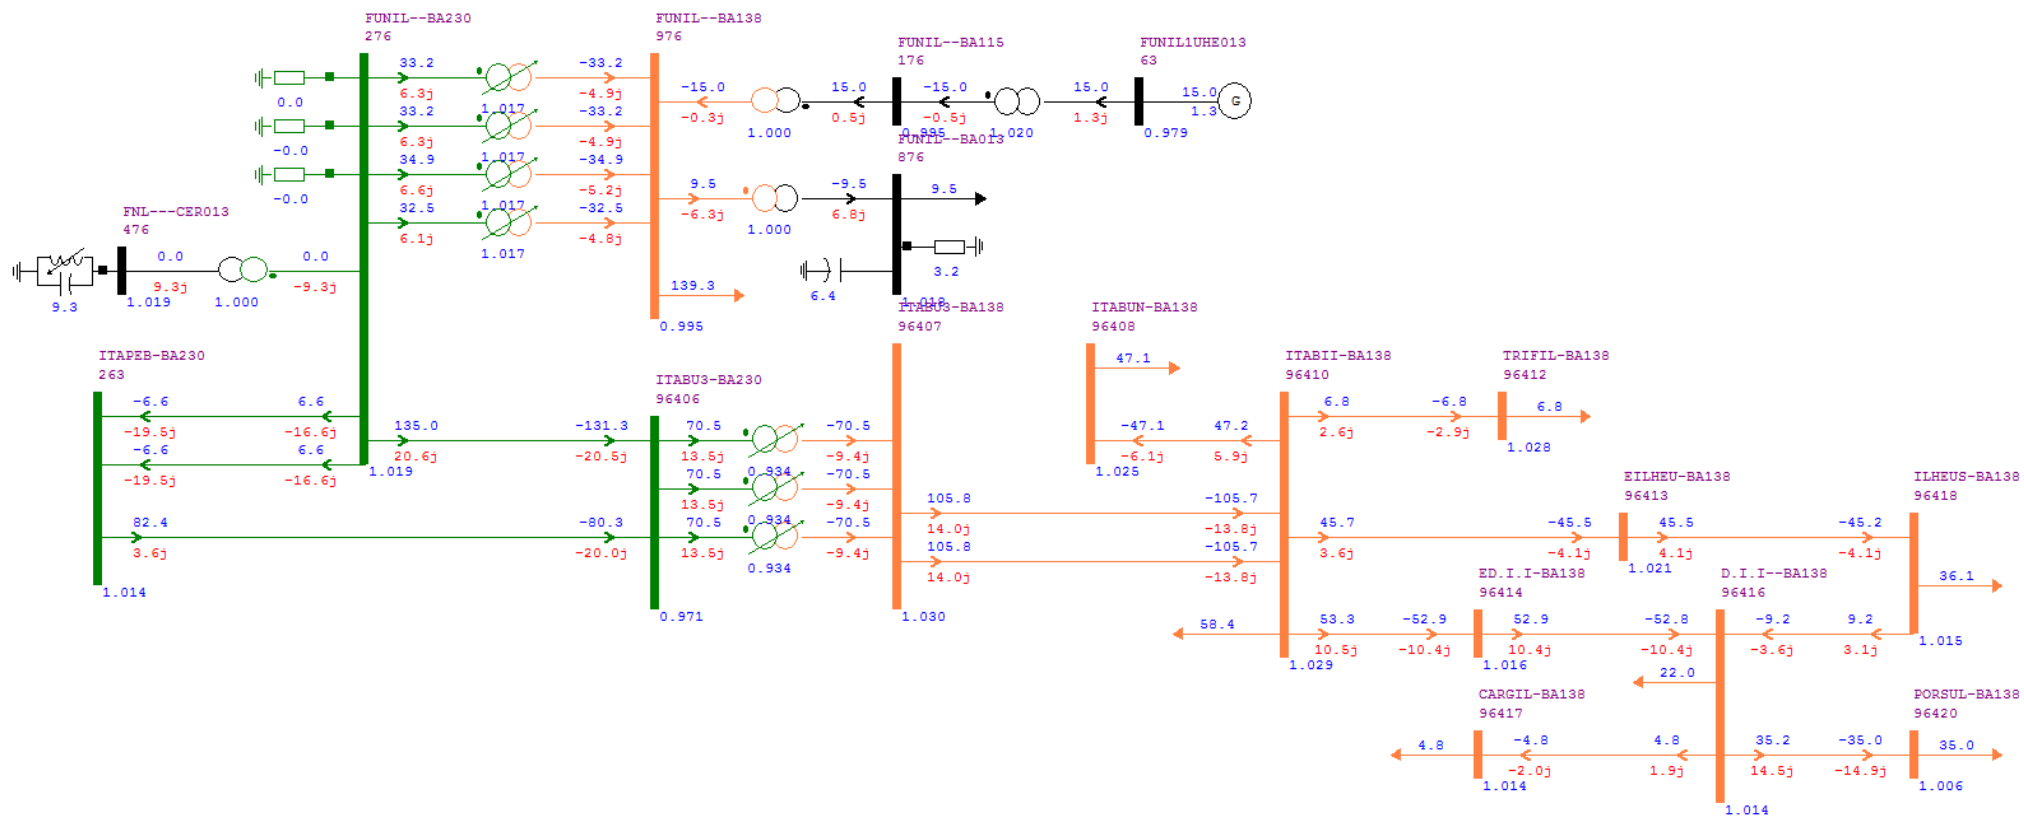 FUNIL--BA230
276
FUNIL--BA138
976
FUNIL--BA115
176
FUNIL1UHE013
63
33.2
6.3j
-33.2
-4.9j
1.017
0.0
33.2
6.3j
-33.2
-4.9j
1.017
-0.0
34.9
6.6j
-34.9
-5.2j
1.017
-0.0
32.5
6.1j
-32.5
-4.8j
1.017
-15.0
-0.3j
1.000
15.0
0.5j
-15.0
-0.5j
0.995
1.020
15.0
1.3j
15.0
1.3
G
0.979
FUNIL--BA013
876
9.5
-6.3j
1.000
-9.5
6.8j
9.5
3.2
6.4
1.018
139.3
0.995
FNL---CER013
476
0.0
9.3j
9.3
1.019
1.000
0.0
-9.3j
ITAPEB-BA230
263
-6.6
-19.5j
6.6
-16.6j
-6.6
-19.5j
6.6
-16.6j
1.019
82.4
3.6j
-80.3
-20.0j
1.014
135.0
20.6j
-131.3
-20.5j
ITABU3-BA230
96406
70.5
13.5j
0.934
-70.5
-9.4j
70.5
13.5j
0.934
-70.5
-9.4j
70.5
13.5j
0.934
-70.5
-9.4j
0.971
ITABU3-BA138
96407
105.8
14.0j
-105.7
-13.8j
105.8
14.0j
-105.7
-13.8j
1.030
ITABUN-BA138
96408
47.1
-47.1
-6.1j
47.2
5.9j
1.025
ITABII-BA138
96410
6.8
2.6j
-6.8
-2.9j
TRIFIL-BA138
96412
6.8
1.028
45.7
3.6j
-45.5
-4.1j
EILHEU-BA138
96413
45.5
4.1j
-45.2
-4.1j
1.021
ILHEUS-BA138
96418
36.1
1.015
58.4
53.3
10.5j
-52.9
-10.4j
1.029
ED.I.I-BA138
96414
52.9
10.4j
-52.8
-10.4j
1.016
D.I.I--BA138
96416
-9.2
-3.6j
9.2
3.1j
22.0
CARGIL-BA138
96417
4.8
-4.8
-2.0j
4.8
1.9j
1.014
35.2
14.5j
-35.0
-14.9j
1.014
PORSUL-BA138
96420
35.0
1.006